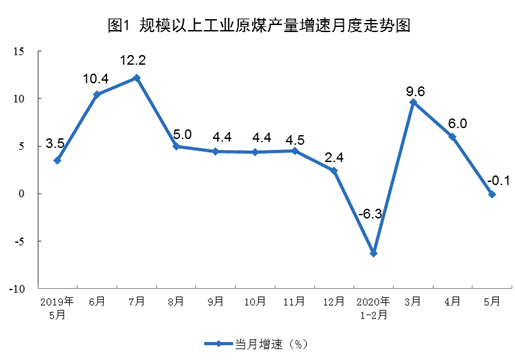 图1 规模以上工业原煤产量增速月度走势图
15
10
5
0
-5
-10
3.5
10.4
12.2
5.0
4.4
4.4
4.5
2.4
-6.3
9.6
6.0
-0.1
2019年
5月
6月
7月
8月
9月
10月
11月
12月
2020年
1-2月
3月
4月
5月
当月增速（%）